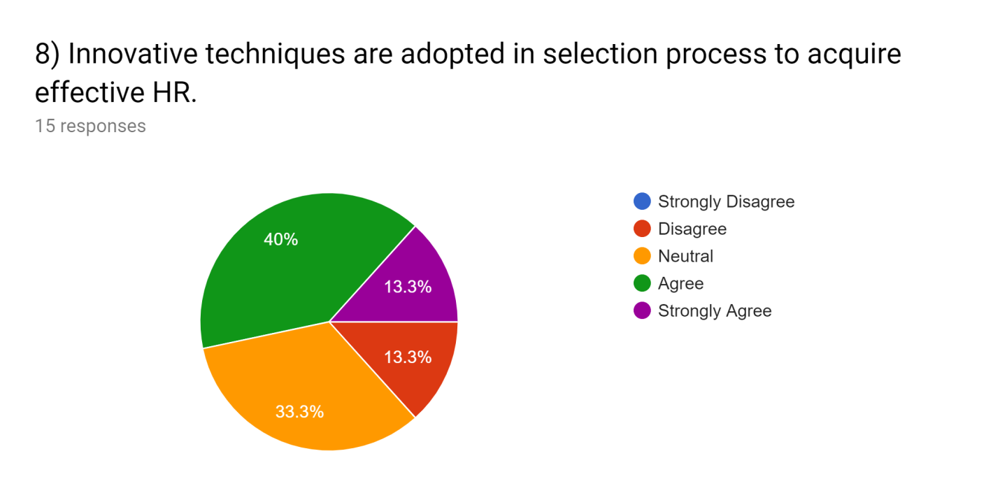 8) Innovative techniques are adopted in selection process to acquire
effective HR.
15 responses
40%
13.3%
13.3%
33.3%
Strongly Disagree
Disagree
Neutral
Agree
Strongly Agree